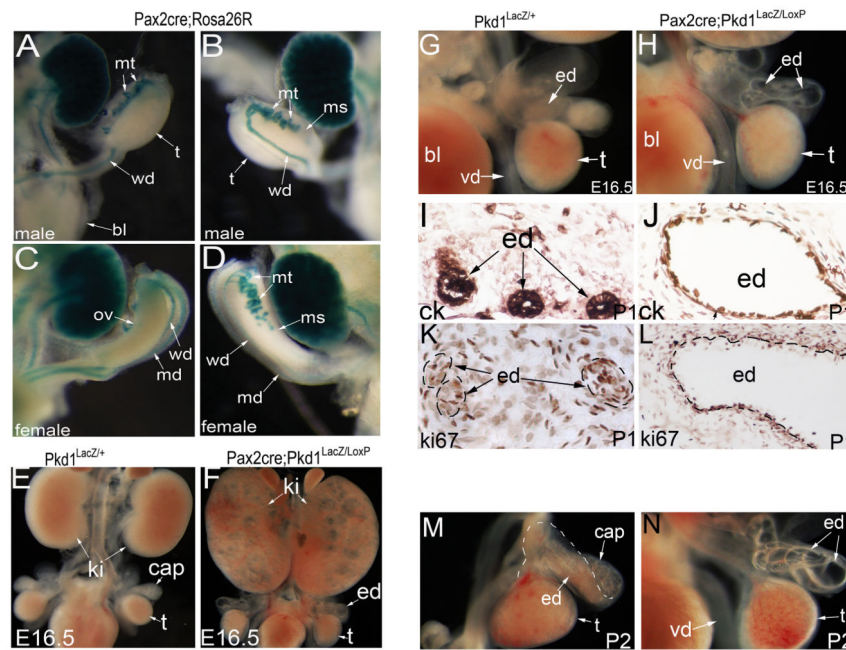 Pax2cre;Rosa26R
A
mt
t
wd
bl
male
B
mt
ms
t
wd
male
C
ov
wd
md
female
D
mt
ms
wd
md
female
Pkd1LacZ/+
Pax2cre;Pkd1LacZ/LoxP
E
ki
cap
t
E16.5
F
ki
ed
t
E16.5
Pkd1LacZ/+
Pax2cre;Pkd1LacZ/LoxP
G
ed
bl
vd
t
E16.5
H
ed
bl
vd
t
E16.5
I
ed
ck
P1
J
ed
ck
P1
K
ed
ki67
P1
L
ed
ki67
P
M
cap
ed
t
P2
N
ed
vd
t
P2